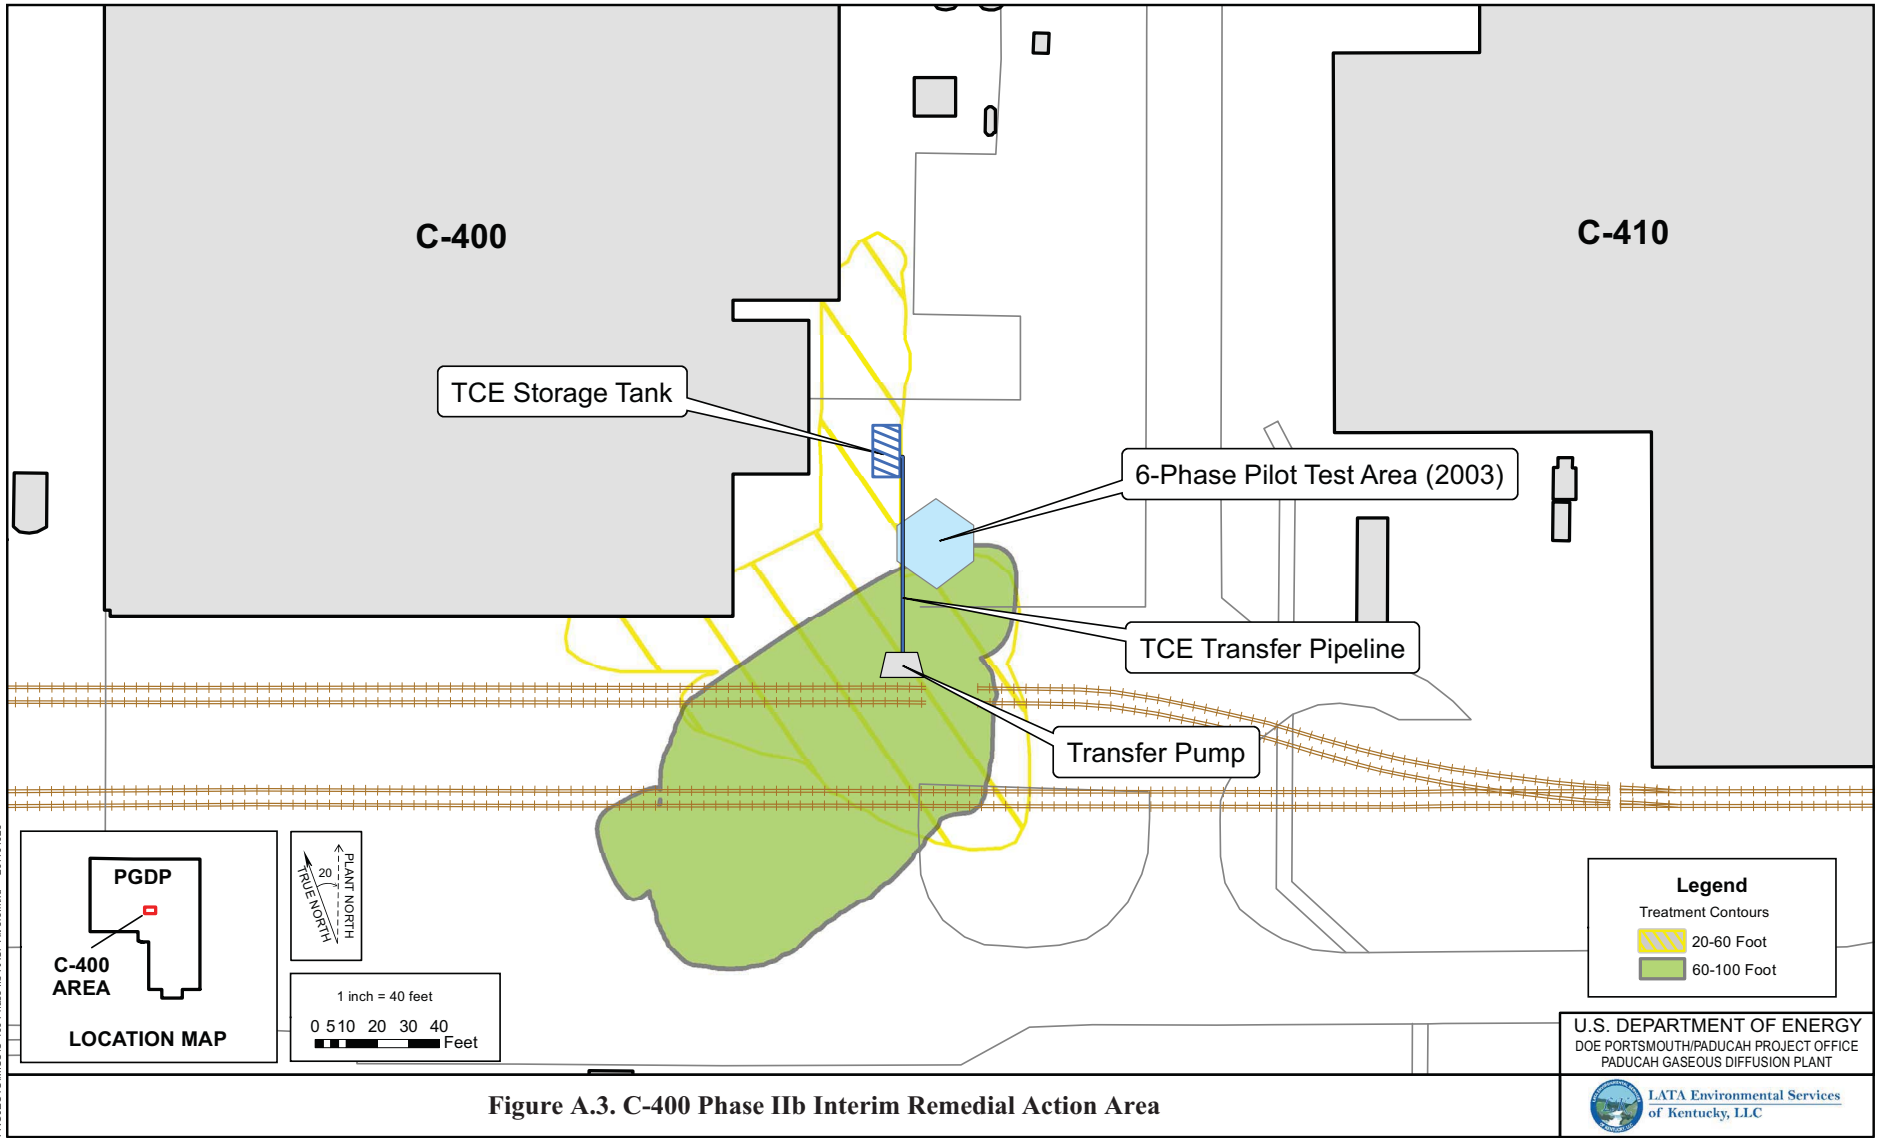 C-400
C-410
TCE Storage Tank
6-Phase Pilot Test Area (2003)
TCE Transfer Pipeline
Transfer Pump
PGDP
C-400
AREA
LOCATION MAP
20
TRUE NORTH
PLANT NORTH
1 inch = 40 feet
0 5 10 20 30 40
Feet
Legend
Treatment Contours
20-60 Foot
60-100 Foot
U.S. DEPARTMENT OF ENERGY
DOE PORTSMOUTH/PADUCAH PROJECT OFFICE
PADUCAH GASEOUS DIFFUSION PLANT
Figure A.3. C-400 Phase IIb Interim Remedial Action Area
LATA Environmental Services
of Kentucky, LLC